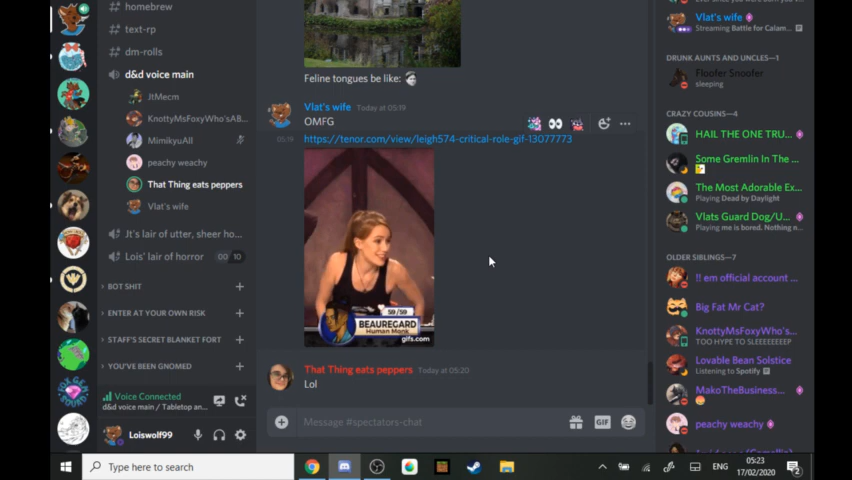 homebrew
text-rp
dm-rolls
d&d voice main
JtMecm
KnottyMsFoxyWho'sAB...
MimikyuAll
peachy weachy
That Thing eats peppers
Vlat's wife
Jt's lair of utter, sheer ho...
Lois' lair of horror
00 10
BOT SHIT
ENTER AT YOUR OWN RISK
STAFF'S SECRET BLANKET FORT
YOU'VE BEEN GNOMED
Voice Connected
d&d voice main / Tabletop an...
Loiswolf99
Feline tongues be like:
Vlat's wife Today at 05:19
OMFG
05:19 https://tenor.com/view/leigh574-critical-role-gif-13077773
59/59
BEAUREGARD
Human Monk
gifs.com
That Thing eats peppers Today at 05:20
Lol
Message #spectators-chat
GIF
Vlat's wife
Streaming Battle for Calam...
DRUNK AUNTS AND UNCLES—1
Floofer Snoofer
sleeping
CRAZY COUSINS—4
HAIL THE ONE TRU...
Some Gremlin In The ...
The Most Adorable Ex...
Playing Dead by Daylight
Vlats Guard Dog/U...
Playing me is bored. Nothing n...
OLDER SIBLINGS—7
!! em official account ...
Big Fat Mr Cat?
KnottyMsFoxyWho's...
TOO HYPE TO SLEEEEEEEP
Lovable Bean Solstice
Listening to Spotify
MakoTheBusiness...
peachy weachy
Type here to search
ENG
05:23
17/02/2020
2